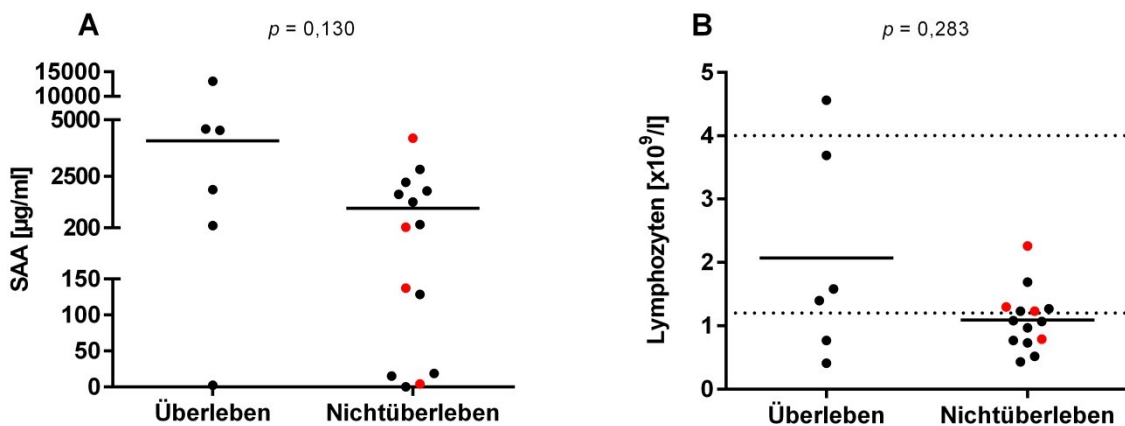 A
p = 0,130
SAA [µg/ml]
15000
10000
5000
2500
200
150
100
50
0
Überleben
Nichtüberleben
B
p = 0,283
Lymphozyten [x10⁹/l]
5
4
3
2
1
0
Überleben
Nichtüberleben